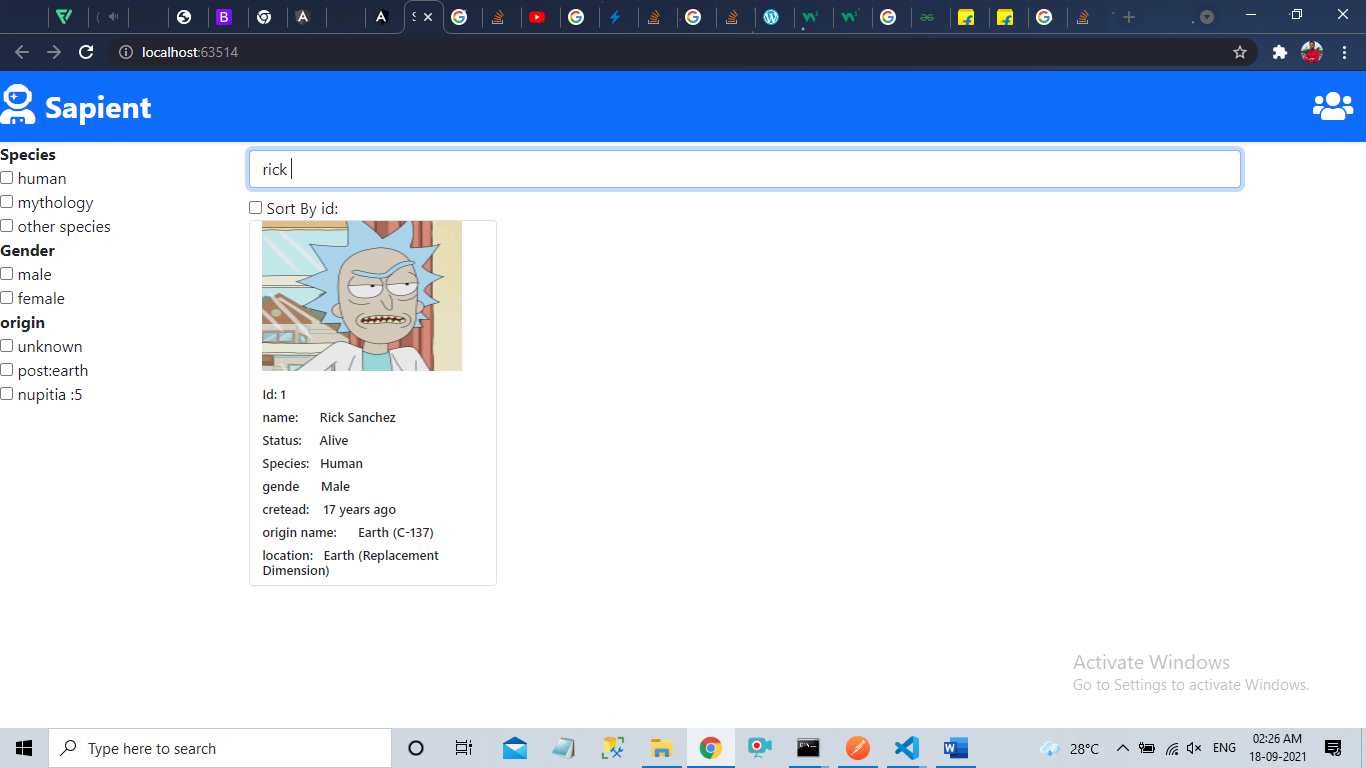 localhost:63514
Sapient
Species
human
mythology
other species
Gender
male
female
origin
unknown
post:earth
nupitia :5
rick
Sort By id:
Id: 1
name: Rick Sanchez
Status: Alive
Species: Human
gende Male
cretead: 17 years ago
origin name: Earth (C-137)
location: Earth (Replacement
Dimension)
Activate Windows
Go to Settings to activate Windows.
Type here to search
28°C
ENG
02:26 AM
18-09-2021